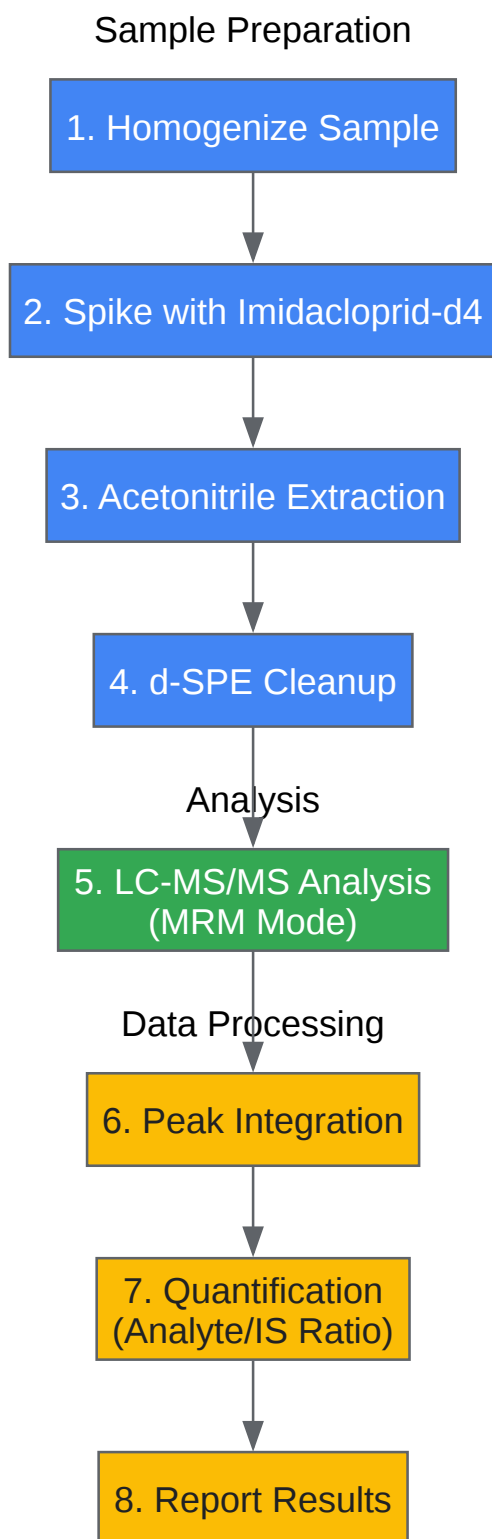 Sample Preparation
1. Homogenize Sample
2. Spike with Imidacloprid-d4
3. Acetonitrile Extraction
4. d-SPE Cleanup
Analysis
5. LC-MS/MS Analysis
(MRM Mode)
Data Processing
6. Peak Integration
7. Quantification
(Analyte/IS Ratio)
8. Report Results